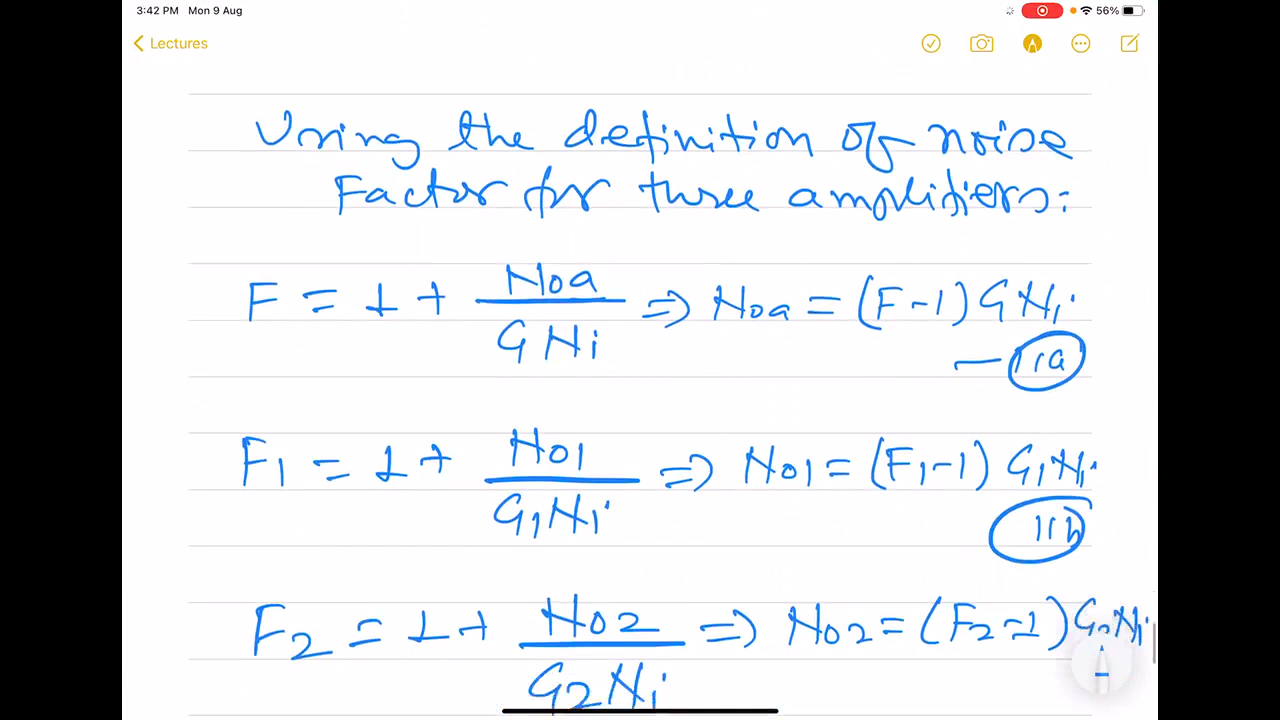 3:42 PM Mon 9 Aug
56%
Lectures
Using the definition of noise
Factor for three amplifiers:
F = 1 + Noa / GNi => Noa = (F-1) GNi
— 11a
F1 = 1 + No1 / G1Ni => No1 = (F1-1) G1Ni
11b
F2 = 1 + No2 / G2Ni => No2 = (F2-1) G2Ni